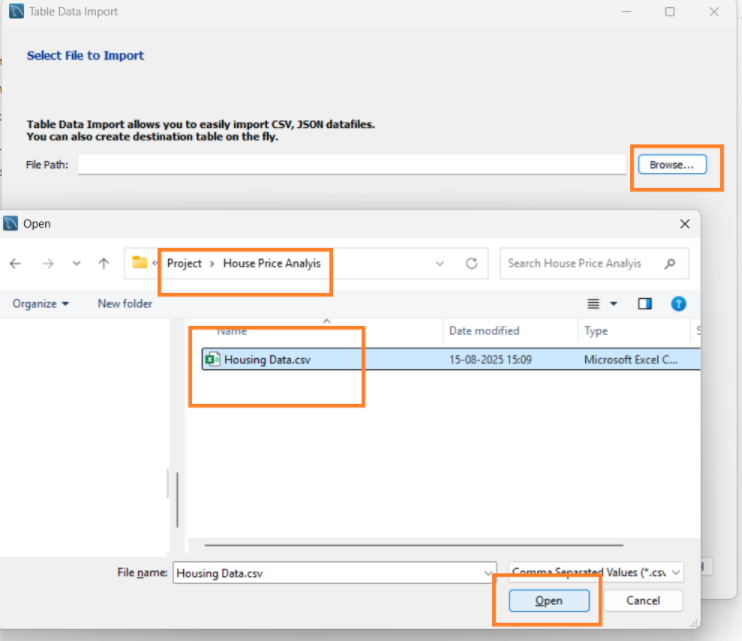 Table Data Import
Select File to Import
Table Data Import allows you to easily import CSV, JSON datafiles.
You can also create destination table on the fly.
File Path:
Browse...
Open
« Project > House Price Analyis
Search House Price Analyis
Organize
New folder
Name Date modified Type
Housing Data.csv 15-08-2025 15:09 Microsoft Excel C...
File name: Housing Data.csv
Comma Separated Values (*.csv
Open Cancel